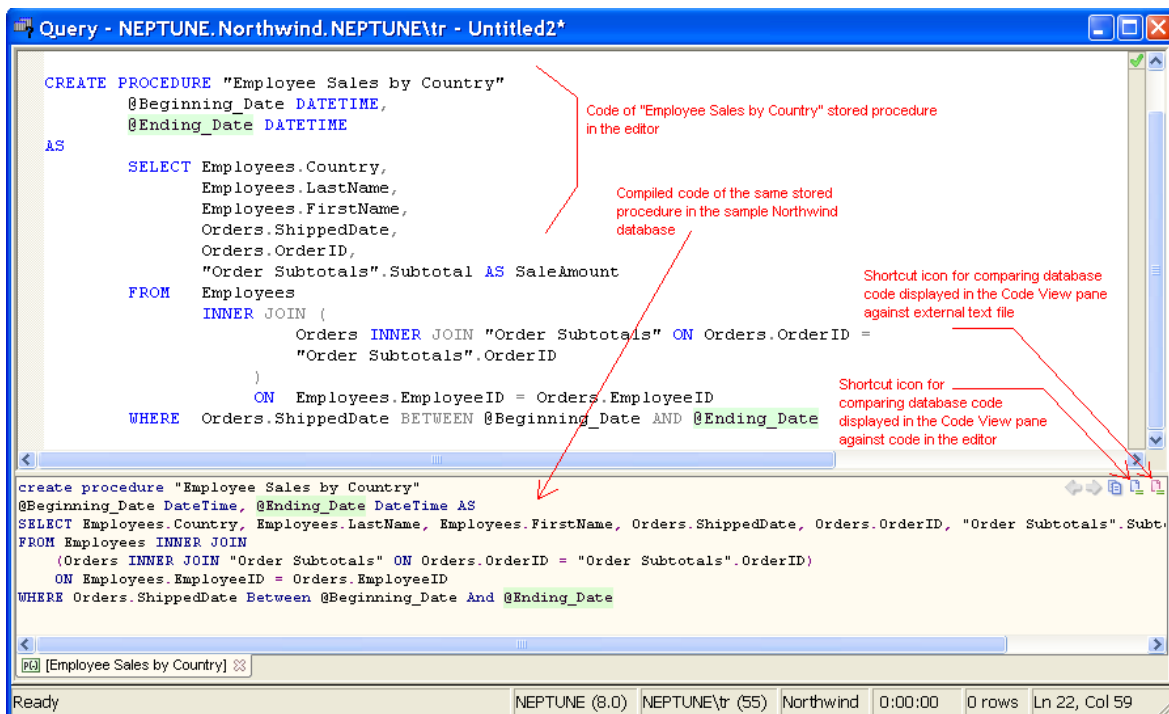 Query - NEPTUNE.Northwind.NEPTUNE\tr - Untitled2*
CREATE PROCEDURE "Employee Sales by Country"
@Beginning_Date DATETIME,
@Ending_Date DATETIME
AS
SELECT Employees.Country,
Employees.LastName,
Employees.FirstName,
Orders.ShippedDate,
Orders.OrderID,
"Order Subtotals".Subtotal AS SaleAmount
FROM Employees
INNER JOIN (
Orders INNER JOIN "Order Subtotals" ON Orders.OrderID =
"Order Subtotals".OrderID
)
ON Employees.EmployeeID = Orders.EmployeeID
WHERE Orders.ShippedDate BETWEEN @Beginning_Date AND @Ending_Date
Code of "Employee Sales by Country" stored procedure
in the editor
Compiled code of the same stored
procedure in the sample Northwind
database
Shortcut icon for comparing database
code displayed in the Code View pane
against external text file
Shortcut icon for
comparing database code
displayed in the Code View pane
against code in the editor
create procedure "Employee Sales by Country"
@Beginning_Date DateTime, @Ending_Date DateTime AS
SELECT Employees.Country, Employees.LastName, Employees.FirstName, Orders.ShippedDate, Orders.OrderID, "Order Subtotals".Subt
FROM Employees INNER JOIN
(Orders INNER JOIN "Order Subtotals" ON Orders.OrderID = "Order Subtotals".OrderID)
ON Employees.EmployeeID = Orders.EmployeeID
WHERE Orders.ShippedDate Between @Beginning_Date And @Ending_Date
[Employee Sales by Country]
Ready NEPTUNE (8.0) NEPTUNE\tr (55) Northwind 0:00:00 0 rows Ln 22, Col 59